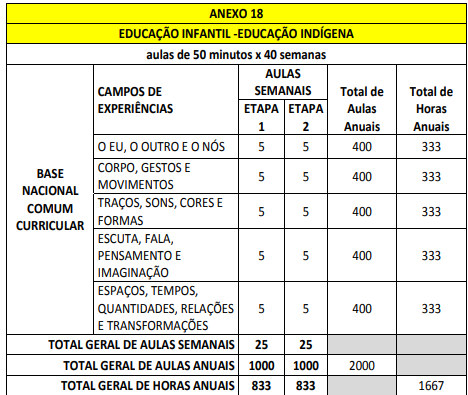 ANEXO 18
EDUCAÇÃO INFANTIL -EDUCAÇÃO INDÍGENA
aulas de 50 minutos x 40 semanas
BASE
NACIONAL
COMUM
CURRICULAR
CAMPOS DE
EXPERIÊNCIAS
AULAS
SEMANAIS
ETAPA
1
ETAPA
2
Total de
Aulas
Anuais
Total de
Horas
Anuais
O EU, O OUTRO E O NÓS 5 5 400 333
CORPO, GESTOS E
MOVIMENTOS 5 5 400 333
TRAÇOS, SONS, CORES E
FORMAS 5 5 400 333
ESCUTA, FALA,
PENSAMENTO E
IMAGINAÇÃO 5 5 400 333
ESPAÇOS, TEMPOS,
QUANTIDADES, RELAÇÕES
E TRANSFORMAÇÕES 5 5 400 333
TOTAL GERAL DE AULAS SEMANAIS 25 25
TOTAL GERAL DE AULAS ANUAIS 1000 1000 2000
TOTAL GERAL DE HORAS ANUAIS 833 833 1667